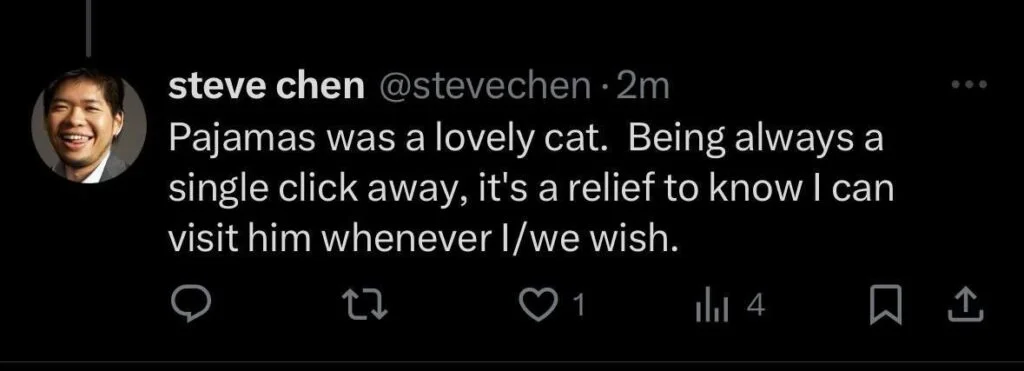 steve chen @stevechen · 2m
Pajamas was a lovely cat.  Being always a
single click away, it's a relief to know I can
visit him whenever I/we wish.
1 4